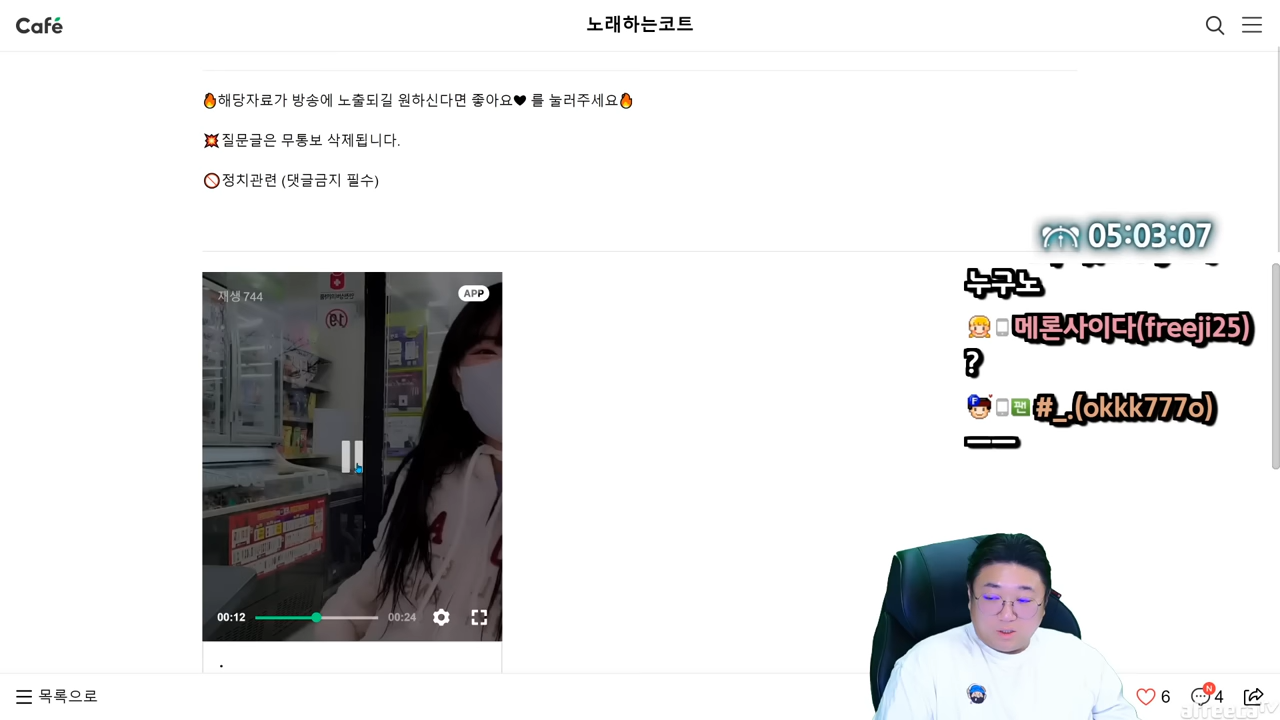 Café
노래하는코트
🔥해당자료가 방송에 노출되길 원하신다면 좋아요🖤 를 눌러주세요🔥
💥질문글은 무통보 삭제됩니다.
🚫정치관련 (댓글금지 필수)
05:03:07
누구노
메론사이다(freeji25)
?
팬 #_.(okkk777o)
ㅡㅡ
재생 744
APP
19
00:12
00:24
.
목록으로
6
N
4
afreecaTV